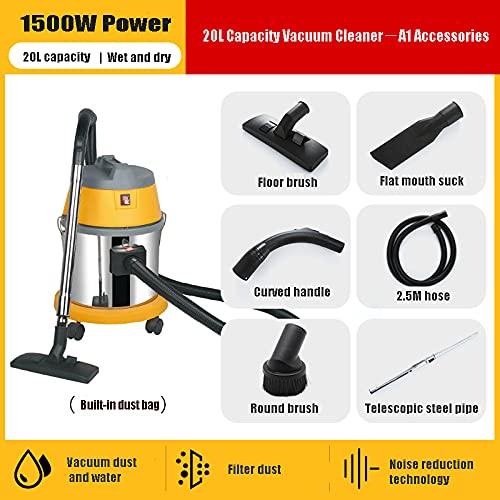 1500W Power
20L capacity | Wet and dry
20L Capacity Vacuum Cleaner—A1 Accessories
Floor brush
Flat mouth suck
Curved handle
2.5M hose
Round brush
Telescopic steel pipe
( Built-in dust bag )
Vacuum dust
and water
Filter dust
Noise reduction
technology